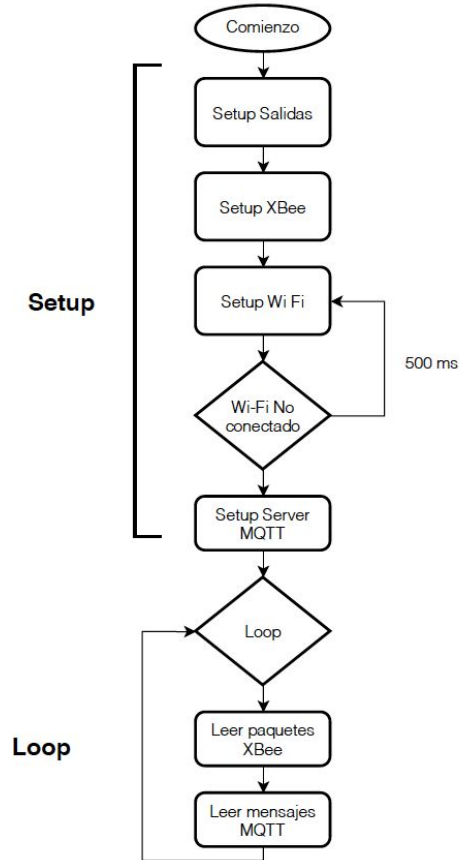 Comienzo
Setup Salidas
Setup XBee
Setup
Setup Wi Fi
500 ms
Wi-Fi No
conectado
Setup Server
MQTT
Loop
Leer paquetes
XBee
Loop
Leer mensajes
MQTT